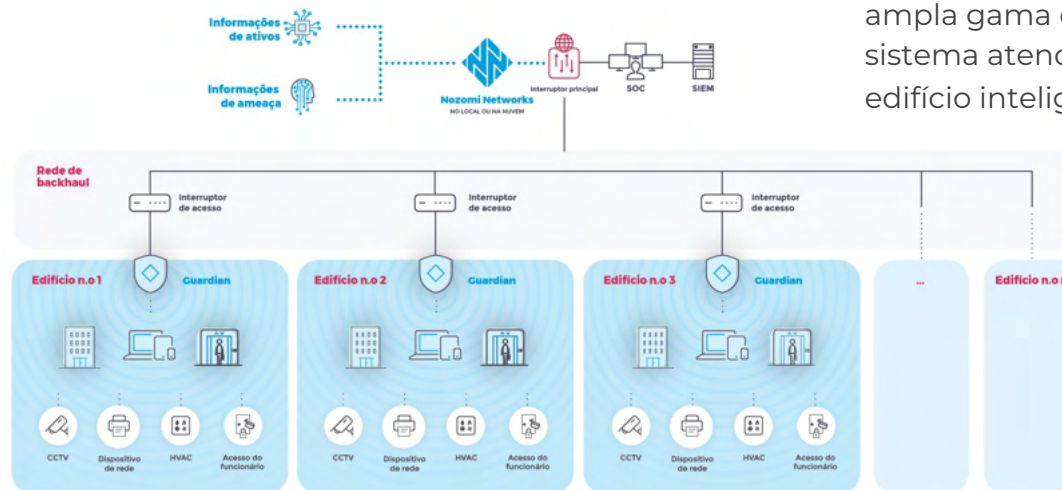 ampla gama
sistema
edifício
Informações
de ativos
Informações
de ameaça
Nozomi Networks
NO LOCAL OU NA NUVEM
Interruptor principal
SOC
SIEM
Rede de
backhaul
Interruptor
de acesso
Interruptor
de acesso
Interruptor
de acesso
Edifício n.o 1
Guardian
Edifício n.o 2
Guardian
Edifício n.o 3
Guardian
...
Edifício n.o
CCTV
Dispositivo
de rede
HVAC
Acesso do
funcionário
CCTV
Dispositivo
de rede
HVAC
Acesso do
funcionário
CCTV
Dispositivo
de rede
HVAC
Acesso do
funcionário